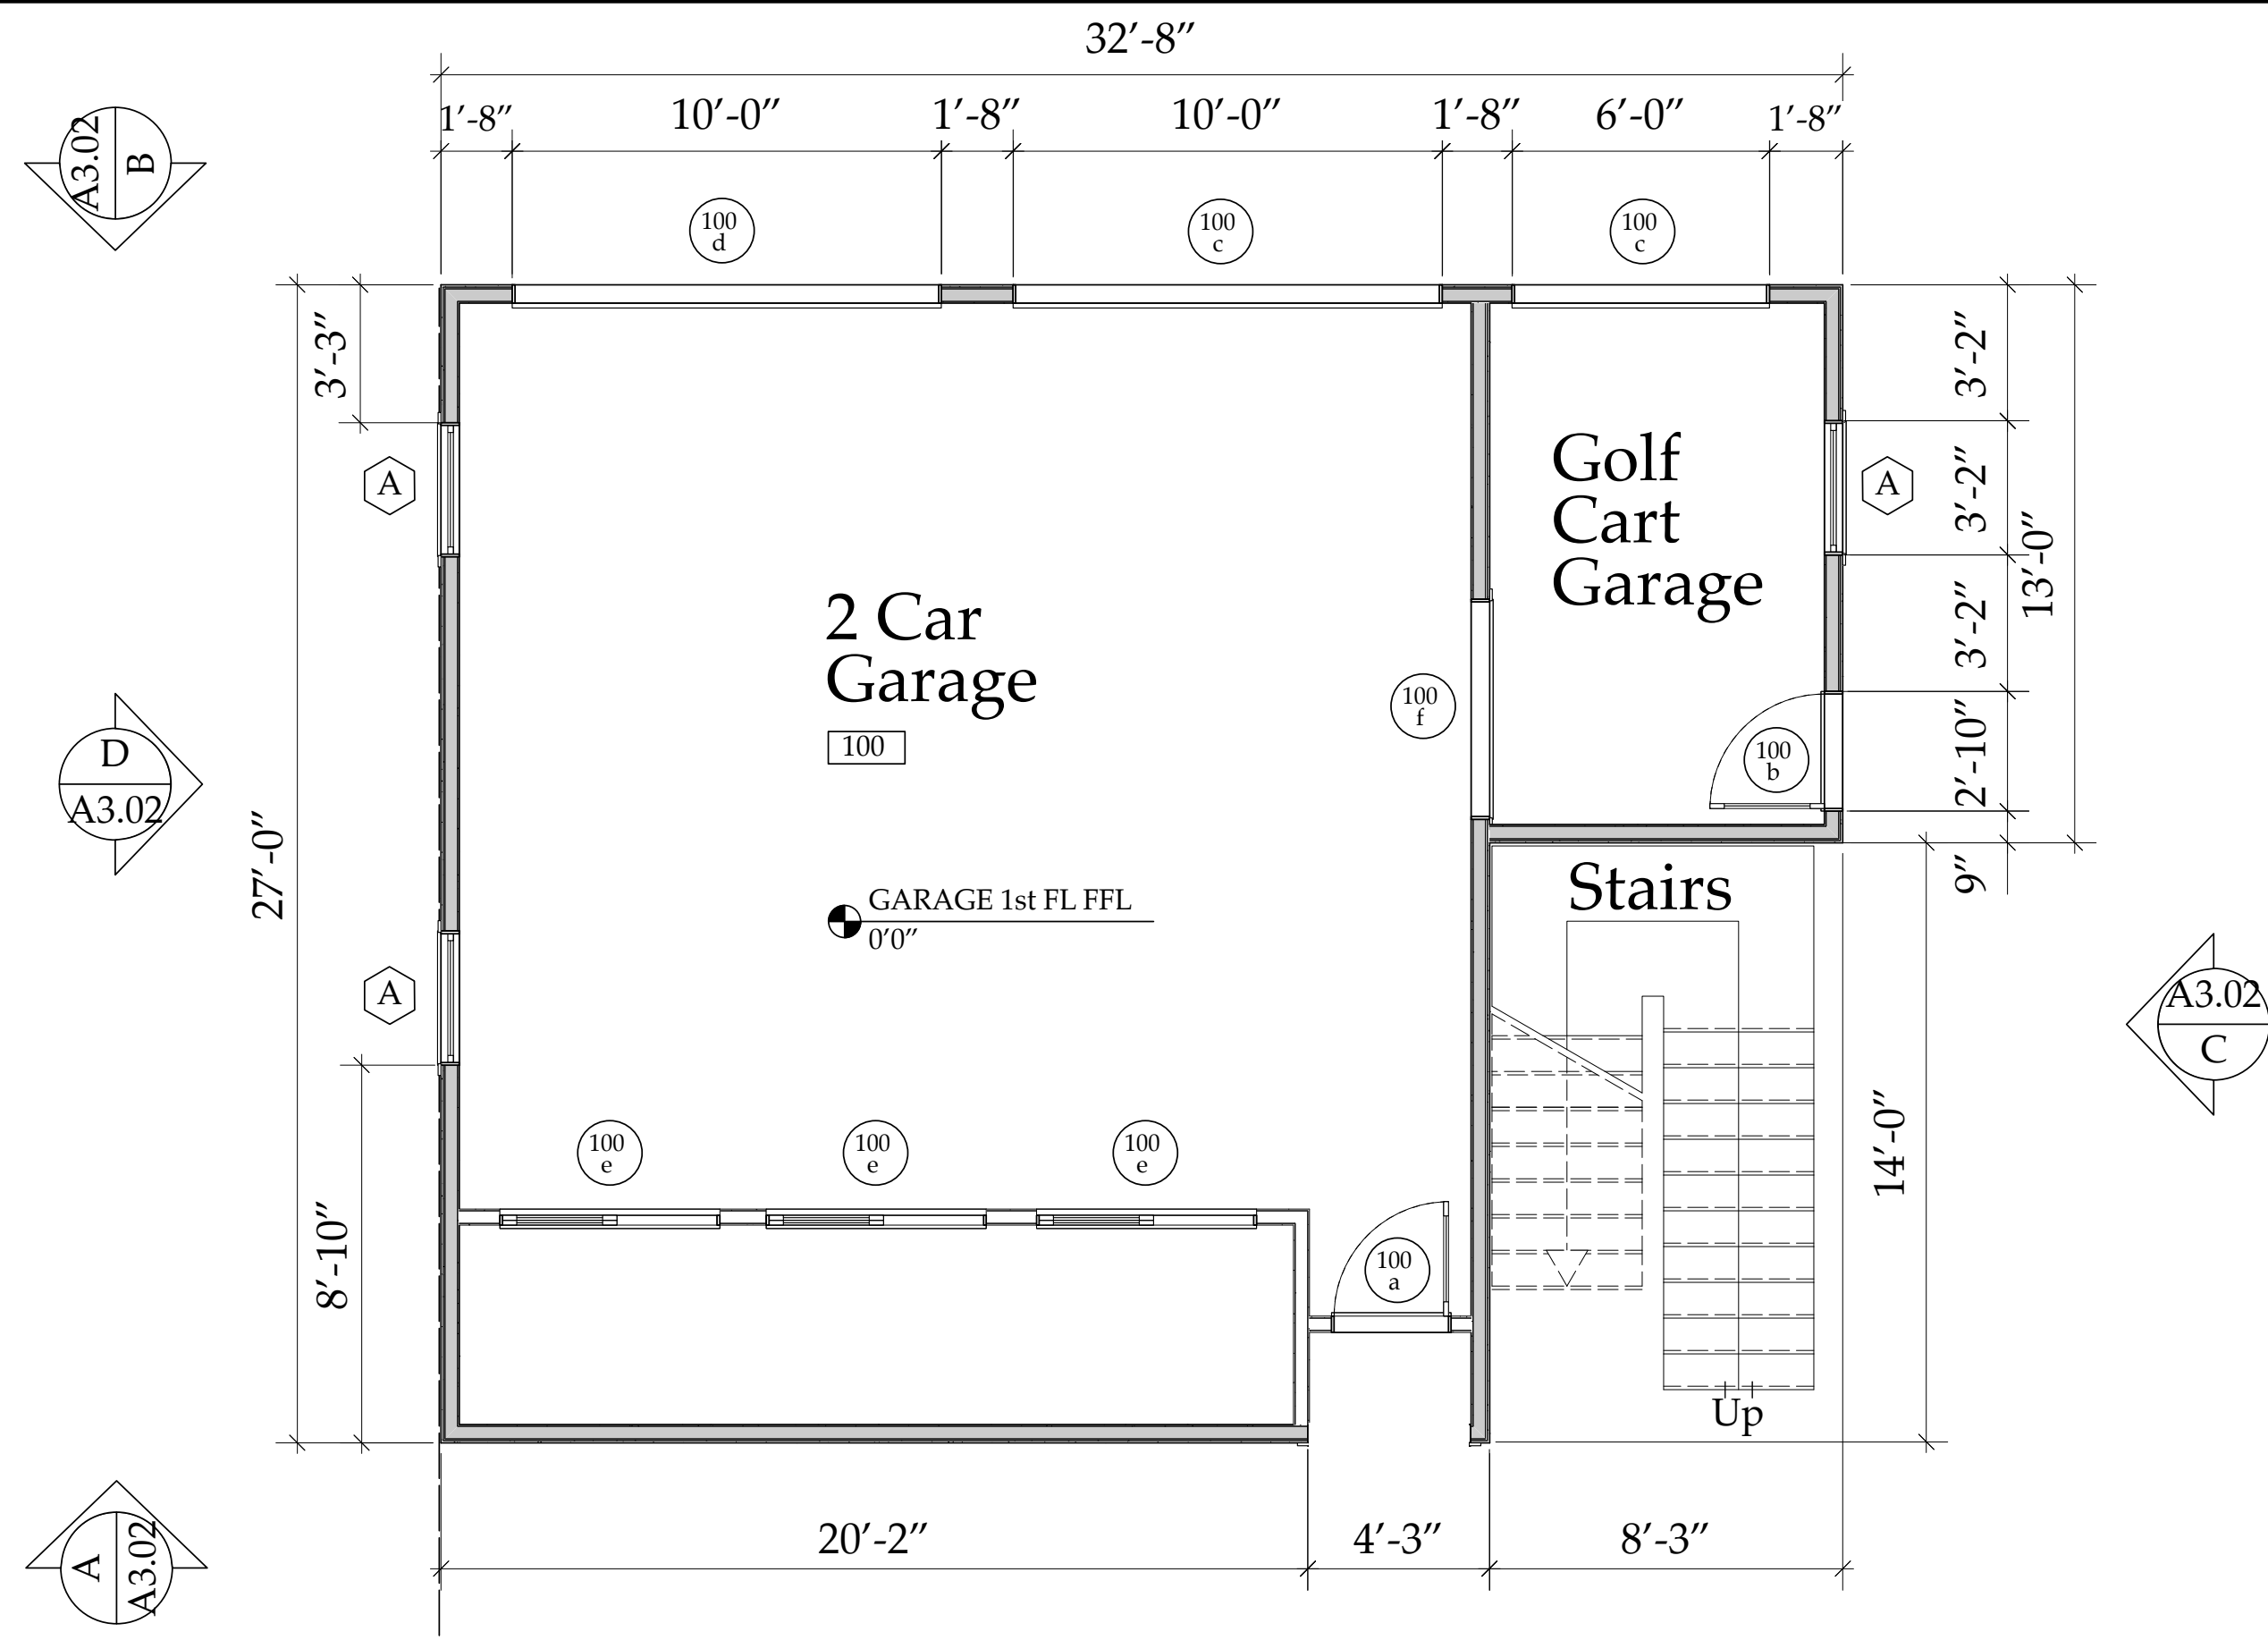 32′-8″
1′-8″ 10′-0″ 1′-8″ 10′-0″ 1′-8″ 6′-0″ 1′-8″
A3.02
B
100
d
100
c
100
c
3′-3″
3′-2″
Golf
Cart
Garage
A
A
3′-2″
13′-0″
2 Car
Garage
100
3′-2″
100
f
100
b
2′-10″
D
A3.02
27′-0″
9″
Stairs
GARAGE 1st FL FFL
0′0″
A
A3.02
C
100
e
100
e
100
e
14′-0″
8′-10″
100
a
Up
20′-2″ 4′-3″ 8′-3″
A
A3.02